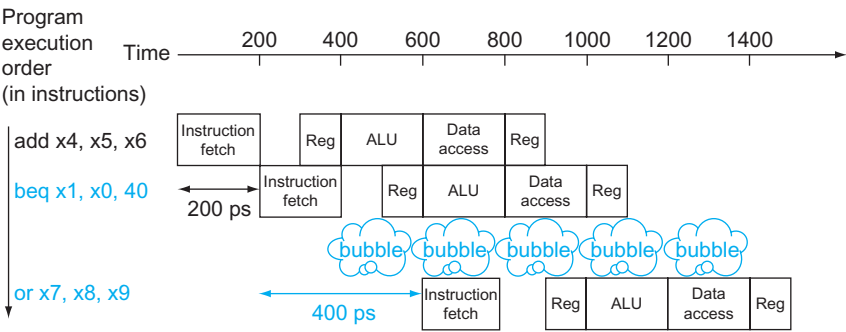 Program
execution
order
(in instructions)
Time
200 400 600 800 1000 1200 1400
add x4, x5, x6
Instruction
fetch
Reg
ALU
Data
access
Reg
beq x1, x0, 40
200 ps
Instruction
fetch
Reg
ALU
Data
access
Reg
bubble bubble bubble bubble bubble
or x7, x8, x9
400 ps
Instruction
fetch
Reg
ALU
Data
access
Reg